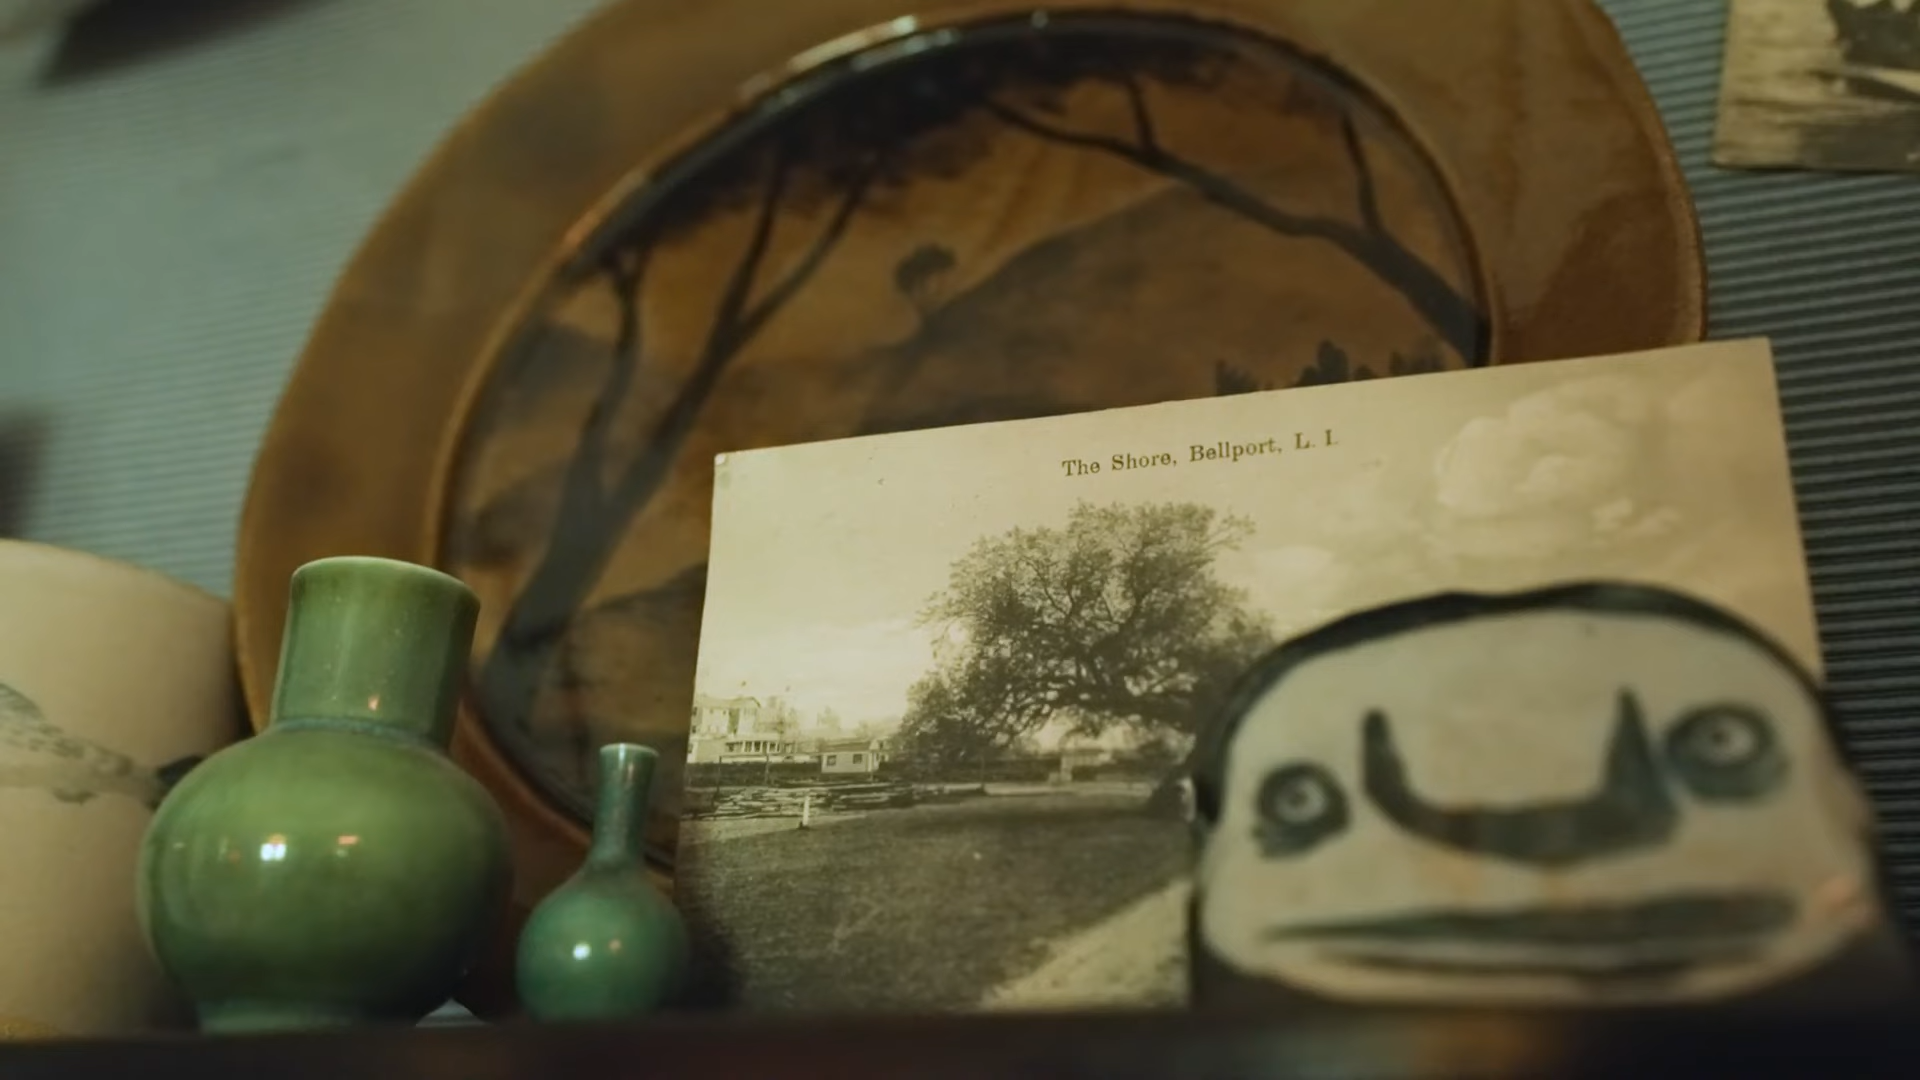 The Shore, Bellport, L. I.